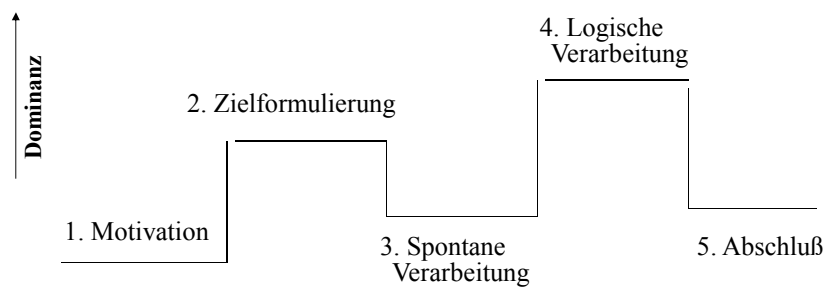 Dominanz
1. Motivation
2. Zielformulierung
3. Spontane
Verarbeitung
4. Logische
Verarbeitung
5. Abschluß